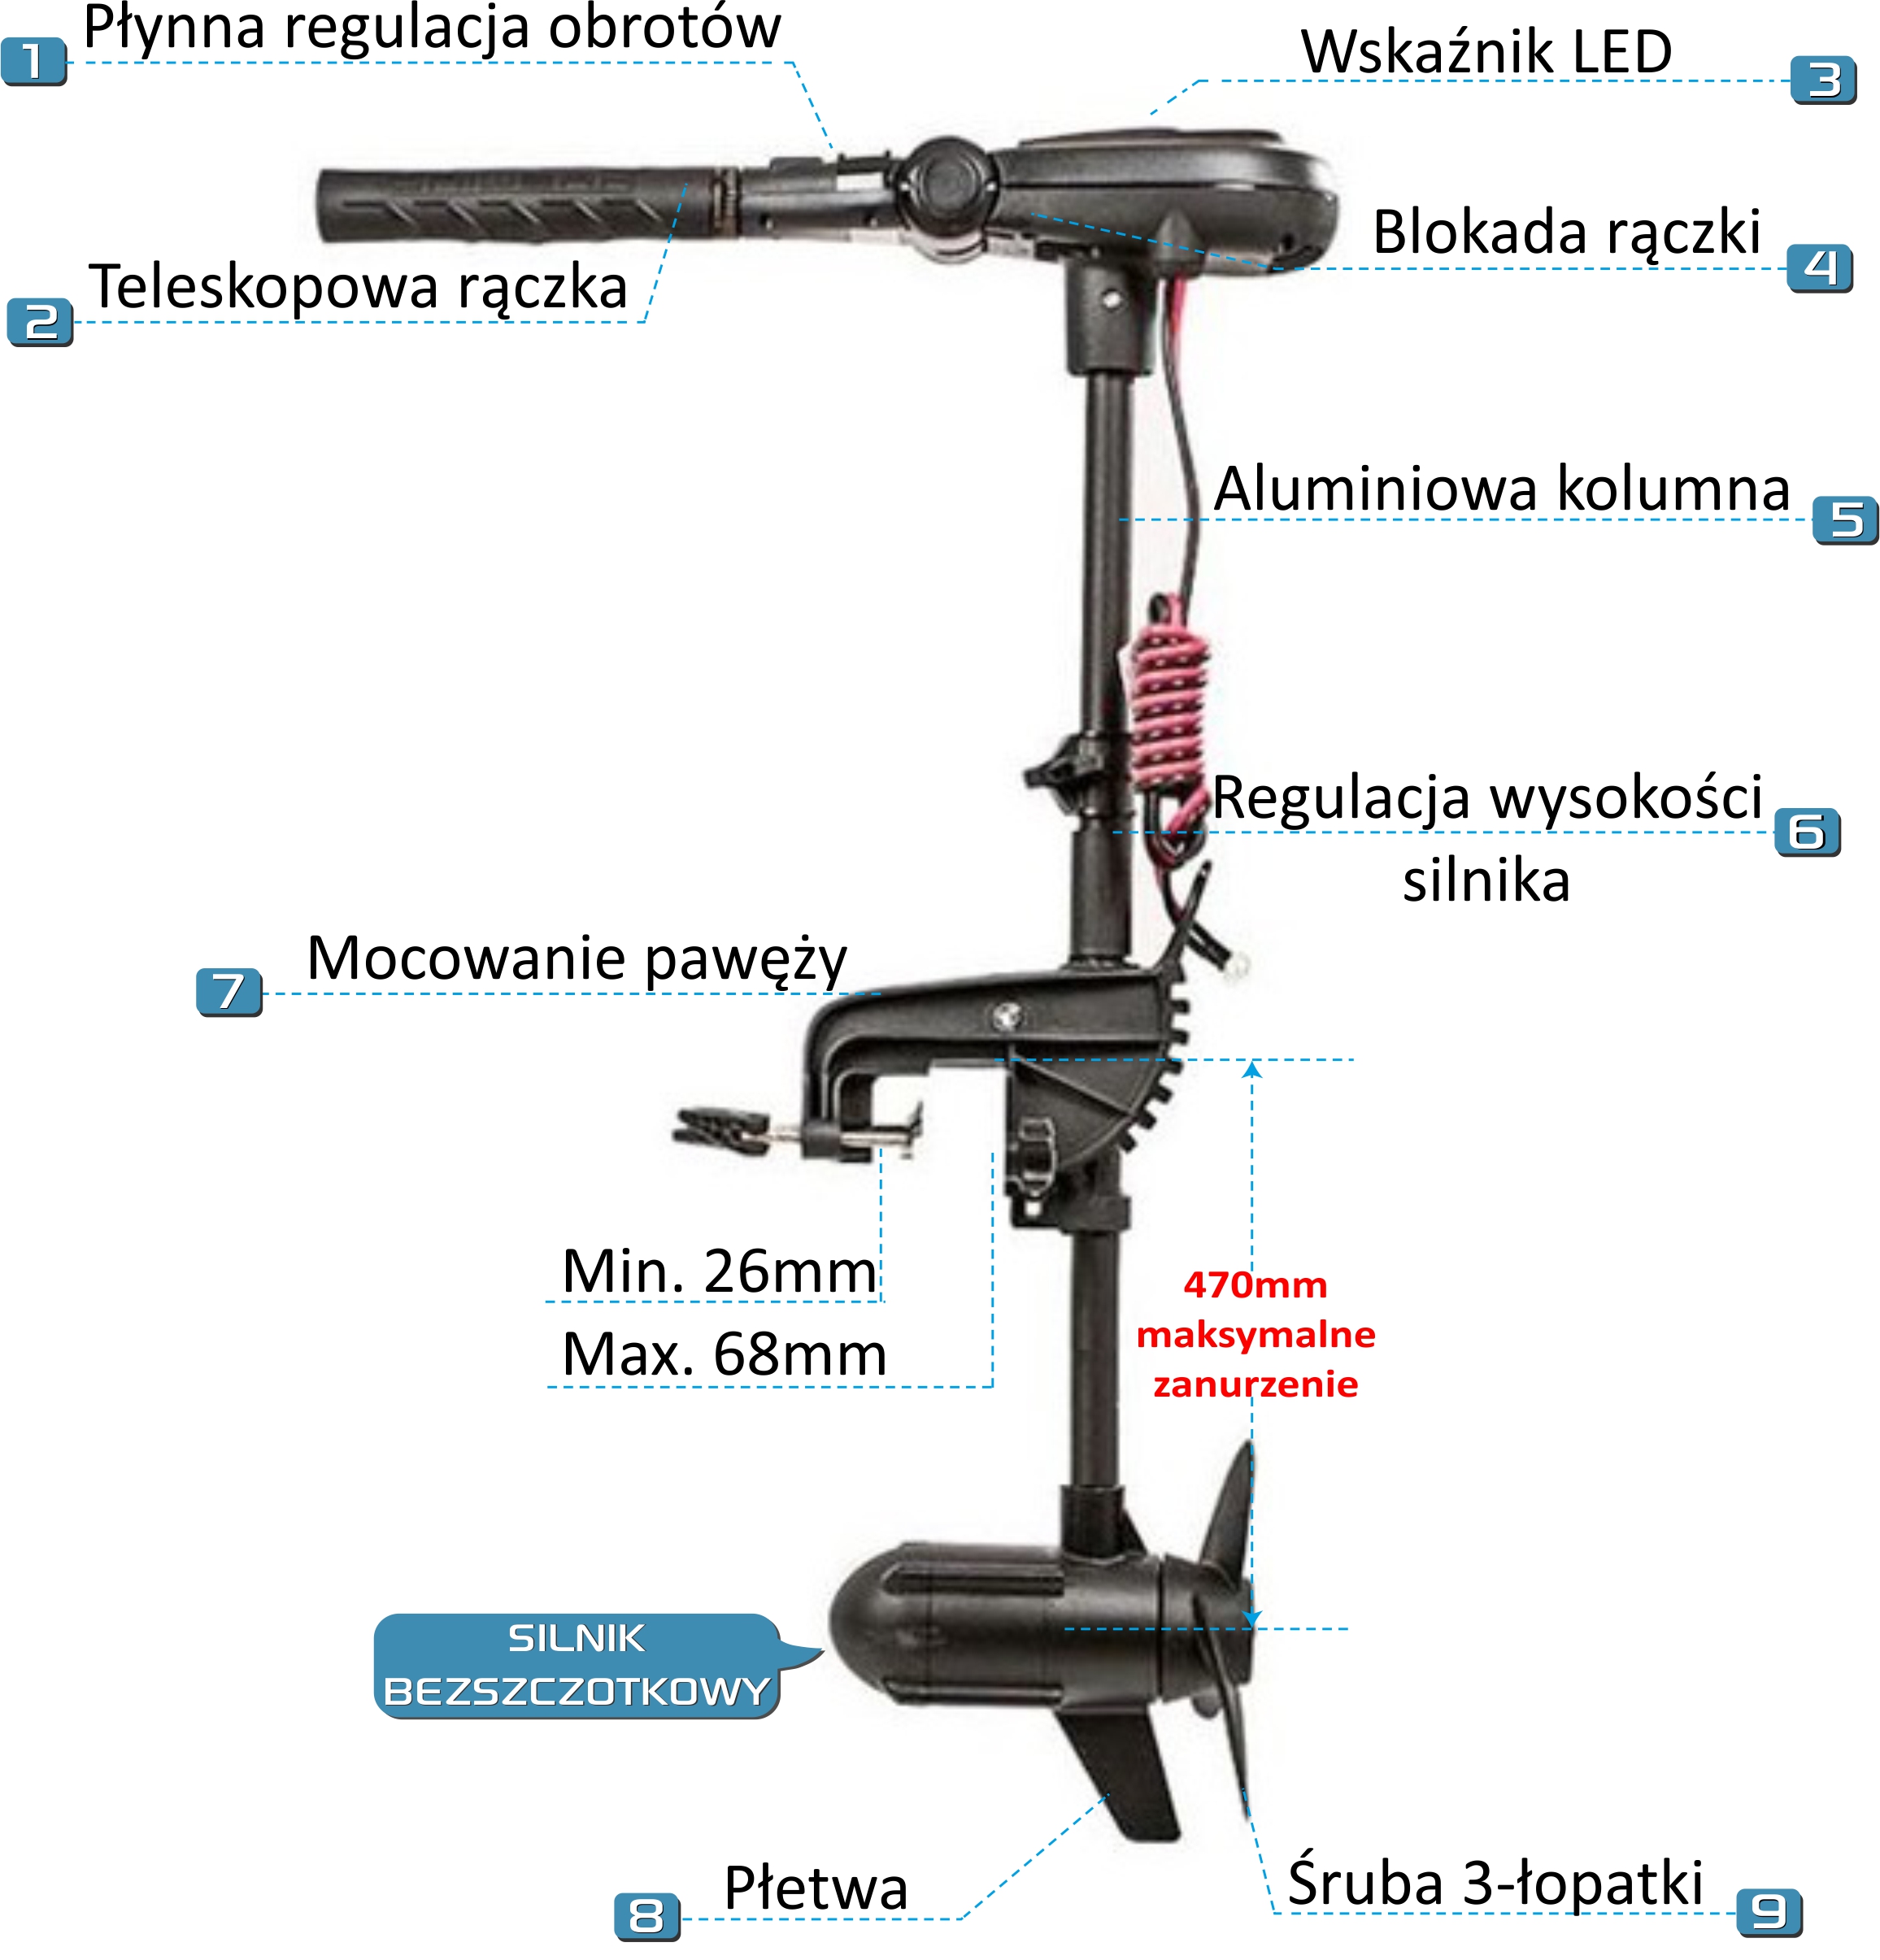 Płynna regulacja obrotów
1
Wskaźnik LED
3
Teleskopowa rączka
2
Blokada rączki
4
Aluminiowa kolumna
5
Regulacja wysokości
6
silnika
Mocowanie pawęży
7
Min. 26mm
Max. 68mm
470mm
maksymalne
zanurzenie
SILNIK
BEZSZCZOTKOWY
Płetwa
8
Śruba 3-łopatki
9